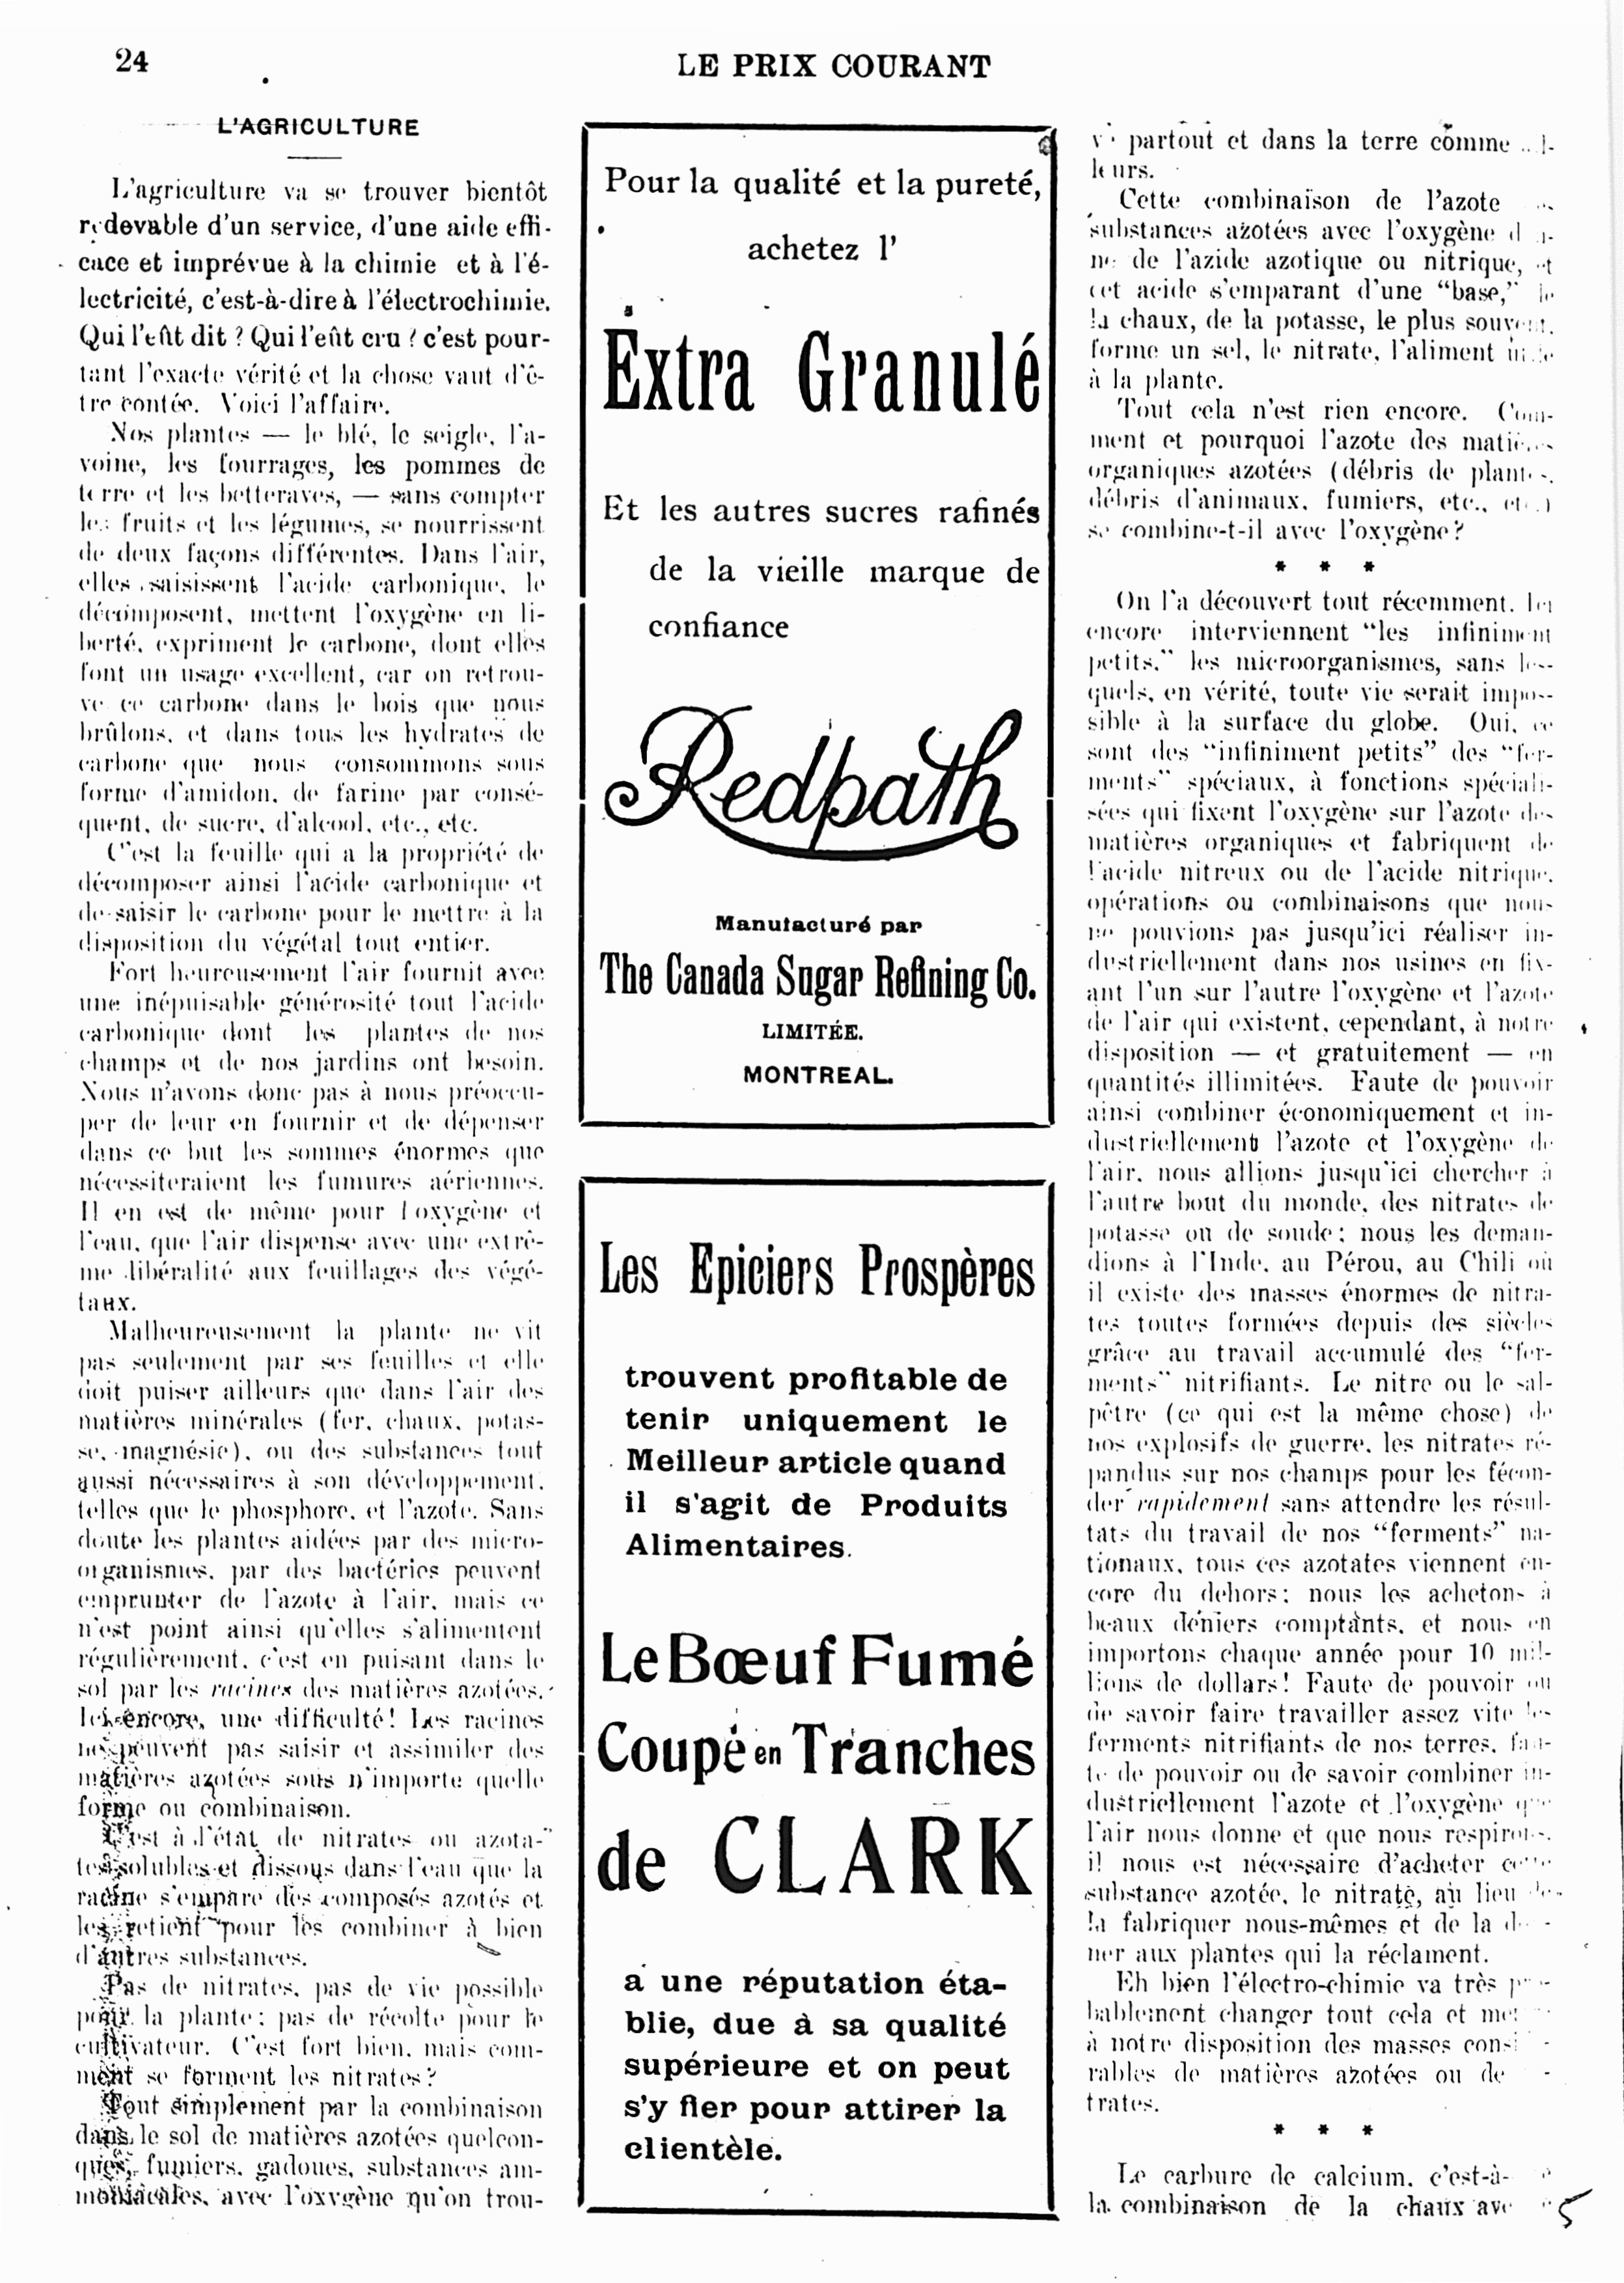 24
LE PRIX COURANT
L'AGRICULTURE
L'agriculture va se trouver bientôt
redevable d'un service, d'une aide effi-
cace et imprévue à la chimie et à l'é-
lectricité, c'est-à-dire à l'électrochimie.
Qui l'eût dit ? Qui l'eût cru ? c'est pour-
tant l'exacte vérité et la chose vaut d'ê-
tre contée. Voici l'affaire.
Nos plantes — le blé, le seigle, l'a-
voine, les fourrages, les pommes de
terre et les betteraves, — sans compter
les fruits et les légumes, se nourrissent
de deux façons différentes. Dans l'air,
elles saisissent l'acide carbonique, le
décomposent, mettent l'oxygène en li-
berté, expriment le carbone, dont elles
font un usage excellent, car on retrou-
ve ce carbone dans le bois que nous
brûlons, et dans tous les hydrates de
carbone que nous consommons sous
forme d'amidon, de farine par consé-
quent, de sucre, d'alcool, etc., etc.
C'est la feuille qui a la propriété de
décomposer ainsi l'acide carbonique et
de saisir le carbone pour le mettre à la
disposition du végétal tout entier.
Fort heureusement l'air fournit avec
une inépuisable générosité tout l'acide
carbonique dont les plantes de nos
champs et de nos jardins ont besoin.
Nous n'avons donc pas à nous préoccu-
per de leur en fournir et de dépenser
dans ce but les sommes énormes que
nécessiteraient les fumures aériennes.
Il en est de même pour l'oxygène et
l'eau, que l'air dispense avec une extrê-
me libéralité aux feuillages des végé-
taux.
Malheureusement la plante ne vit
pas seulement par ses feuilles et elle
doit puiser ailleurs que dans l'air des
matières minérales (fer, chaux, potas-
se, magnésie), ou des substances tout
aussi nécessaires à son développement,
telles que le phosphore, et l'azote. Sans
doute les plantes aidées par des micro-
organismes, par des bactéries peuvent
emprunter de l'azote à l'air, mais ce
n'est point ainsi qu'elles s'alimentent
régulièrement, c'est en puisant dans le
sol par les racines des matières azotées.
Ici encore, une difficulté! Les racines
ne peuvent pas saisir et assimiler des
matières azotées sous n'importe quelle
forme ou combinaison.
C'est à l'état de nitrates ou azota-
tes solubles et dissous dans l'eau que la
racine s'empare des composés azotés et
les retient pour les combiner à bien
d'autres substances.
Pas de nitrates, pas de vie possible
pour la plante; pas de récolte pour le
cultivateur. C'est fort bien, mais com-
ment se forment les nitrates?
Tout simplement par la combinaison
dans le sol de matières azotées quelcon-
ques, fumiers, gadoues, substances am-
moniacales, avec l'oxygène qu'on trou-
Pour la qualité et la pureté,
achetez l'
Extra Granulé
Et les autres sucres rafinés
de la vieille marque de
confiance
Redpath
Manufacturé par
The Canada Sugar Refining Co.
LIMITÉE.
MONTREAL.
Les Epiciers Prospères
trouvent profitable de
tenir uniquement le
Meilleur article quand
il s'agit de Produits
Alimentaires.
Le Bœuf Fumé
Coupé en Tranches
de CLARK
a une réputation éta-
blie, due à sa qualité
supérieure et on peut
s'y fier pour attirer la
clientèle.
partout et dans la terre comme
leurs.
Cette combinaison de l'azote
substances azotées avec l'oxygène
ne de l'azide azotique ou nitrique, et
cet acide s'emparant d'une "base,"
la chaux, de la potasse, le plus souvent,
forme un sel, le nitrate, l'aliment
à la plante.
Tout cela n'est rien encore. Com-
ment et pourquoi l'azote des matières
organiques azotées (débris de plantes,
débris d'animaux, fumiers, etc., etc.)
se combine-t-il avec l'oxygène?
* * *
On l'a découvert tout récemment. Ici
encore interviennent "les infiniment
petits," les microorganismes, sans les-
quels, en vérité, toute vie serait impos-
sible à la surface du globe. Oui, ce
sont des "infiniment petits" des "fer-
ments" spéciaux, à fonctions spéciali-
sées qui fixent l'oxygène sur l'azote des
matières organiques et fabriquent de
l'acide nitreux ou de l'acide nitrique,
opérations ou combinaisons que nous
ne pouvions pas jusqu'ici réaliser in-
dustriellement dans nos usines en fix-
ant l'un sur l'autre l'oxygène et l'azote
de l'air qui existent, cependant, à notre
disposition — et gratuitement — en
quantités illimitées. Faute de pouvoir
ainsi combiner économiquement et in-
dustriellement l'azote et l'oxygène de
l'air, nous allions jusqu'ici chercher à
l'autre bout du monde, des nitrates de
potasse ou de soude; nous les deman-
dions à l'Inde, au Pérou, au Chili où
il existe des masses énormes de nitra-
tes toutes formées depuis des siècles
grâce au travail accumulé des "fer-
ments" nitrifiants. Le nitre ou le sal-
pêtre (ce qui est la même chose) de
nos explosifs de guerre, les nitrates ré-
pandus sur nos champs pour les fécon-
der rapidement sans attendre les résul-
tats du travail de nos "ferments" na-
tionaux, tous ces azotates viennent en-
core du dehors; nous les achetons à
beaux déniers comptants, et nous en
importons chaque année pour 10 mil-
lions de dollars! Faute de pouvoir ou
de savoir faire travailler assez vite les
ferments nitrifiants de nos terres, fau-
te de pouvoir ou de savoir combiner in-
dustriellement l'azote et l'oxygène que
l'air nous donne et que nous respirons,
il nous est nécessaire d'acheter cette
substance azotée, le nitrate, au lieu de
la fabriquer nous-mêmes et de la
ner aux plantes qui la réclament.
Eh bien l'électro-chimie va très
bablement changer tout cela et
à notre disposition des masses
rables de matières azotées ou de
trates.
* * *
Le carbure de calcium, c'est-à-
la combinaison de la chaux